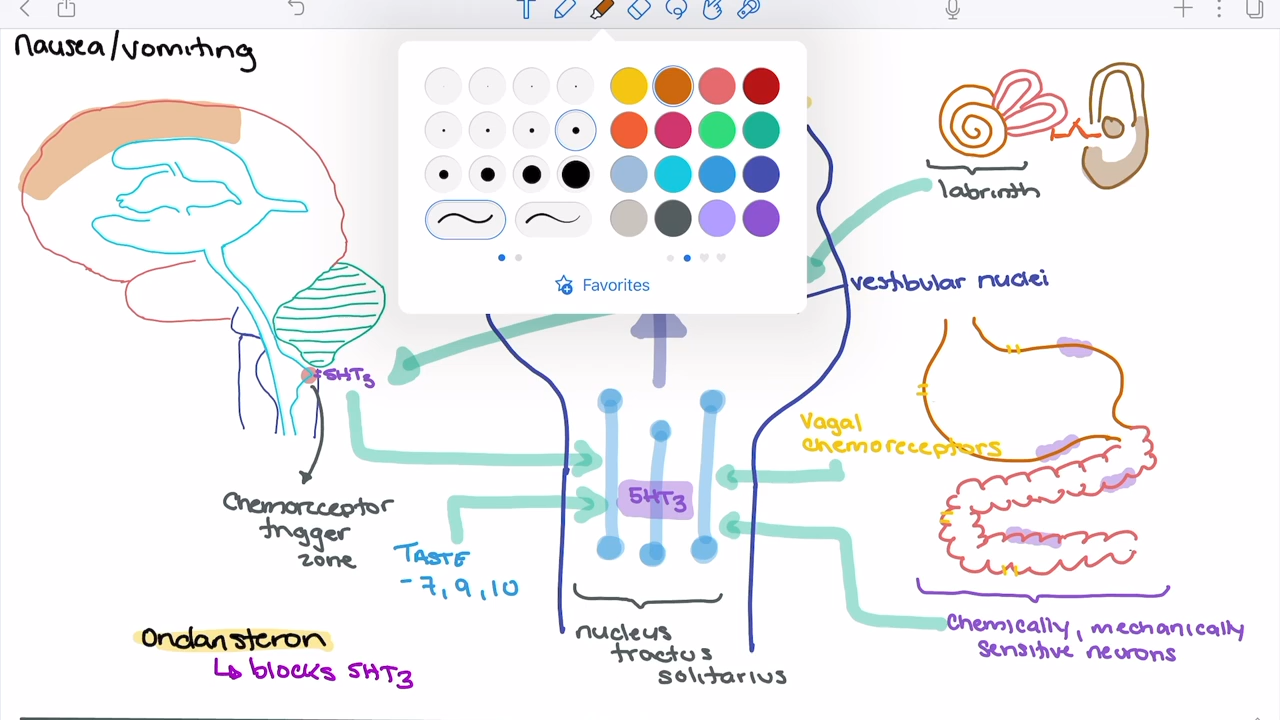 nausea/vomiting
Favorites
labrinth
vestibular nuclei
5HT3
Vagal
chemoreceptors
5HT3
Chemoreceptor
trigger
zone
TASTE
- 7, 9, 10
nucleus
tractus
solitarius
Chemically, mechanically
sensitive neurons
Ondansteron
↳ blocks 5HT3